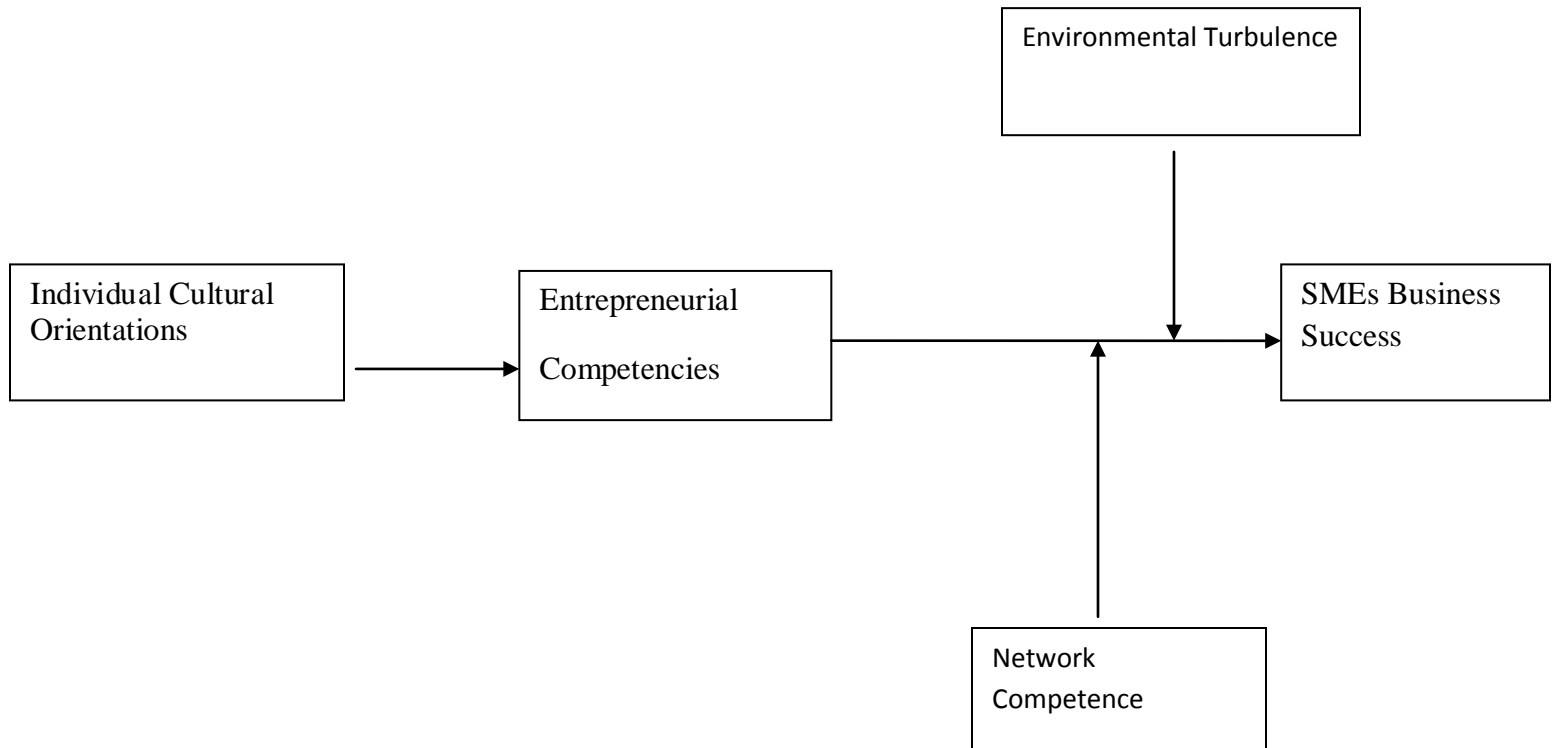 Environmental Turbulence
Individual Cultural
Orientations
Entrepreneurial
Competencies
SMEs Business
Success
Network
Competence